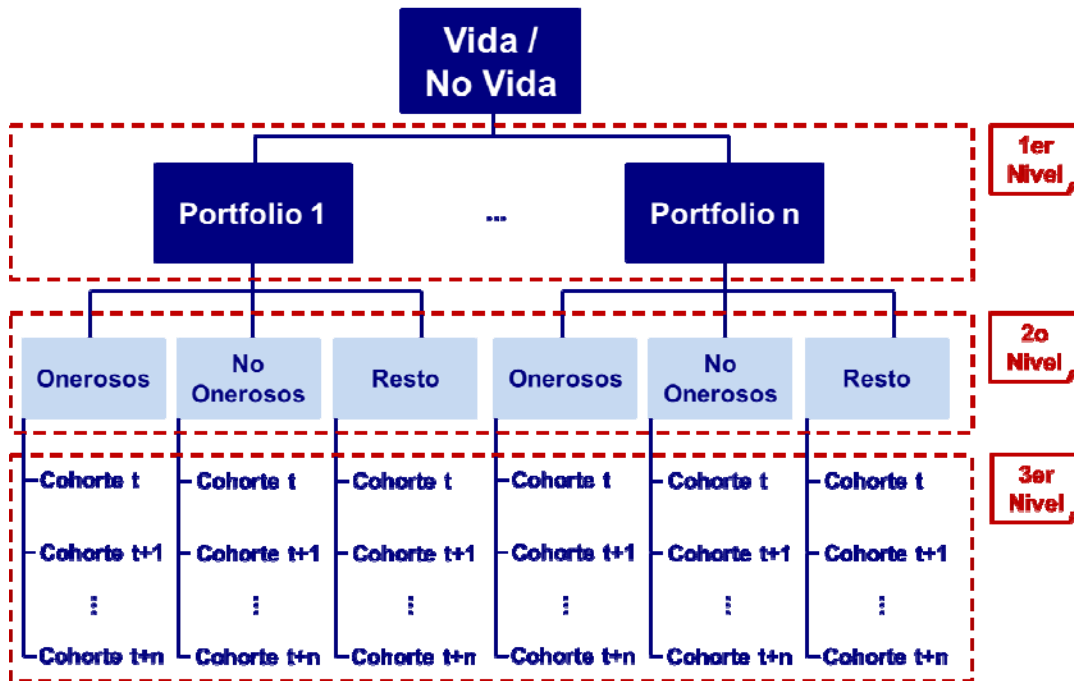 Vida /
No Vida
1er
Nivel
Portfolio 1 ... Portfolio n
2o
Nivel
Onerosos No
Onerosos Resto Onerosos No
Onerosos Resto
3er
Nivel
Cohorte t Cohorte t Cohorte t Cohorte t Cohorte t Cohorte t
Cohorte t+1 Cohorte t+1 Cohorte t+1 Cohorte t+1 Cohorte t+1 Cohorte t+1
⋮ ⋮ ⋮ ⋮ ⋮ ⋮
Cohorte t+n Cohorte t+n Cohorte t+n Cohorte t+n Cohorte t+n Cohorte t+n